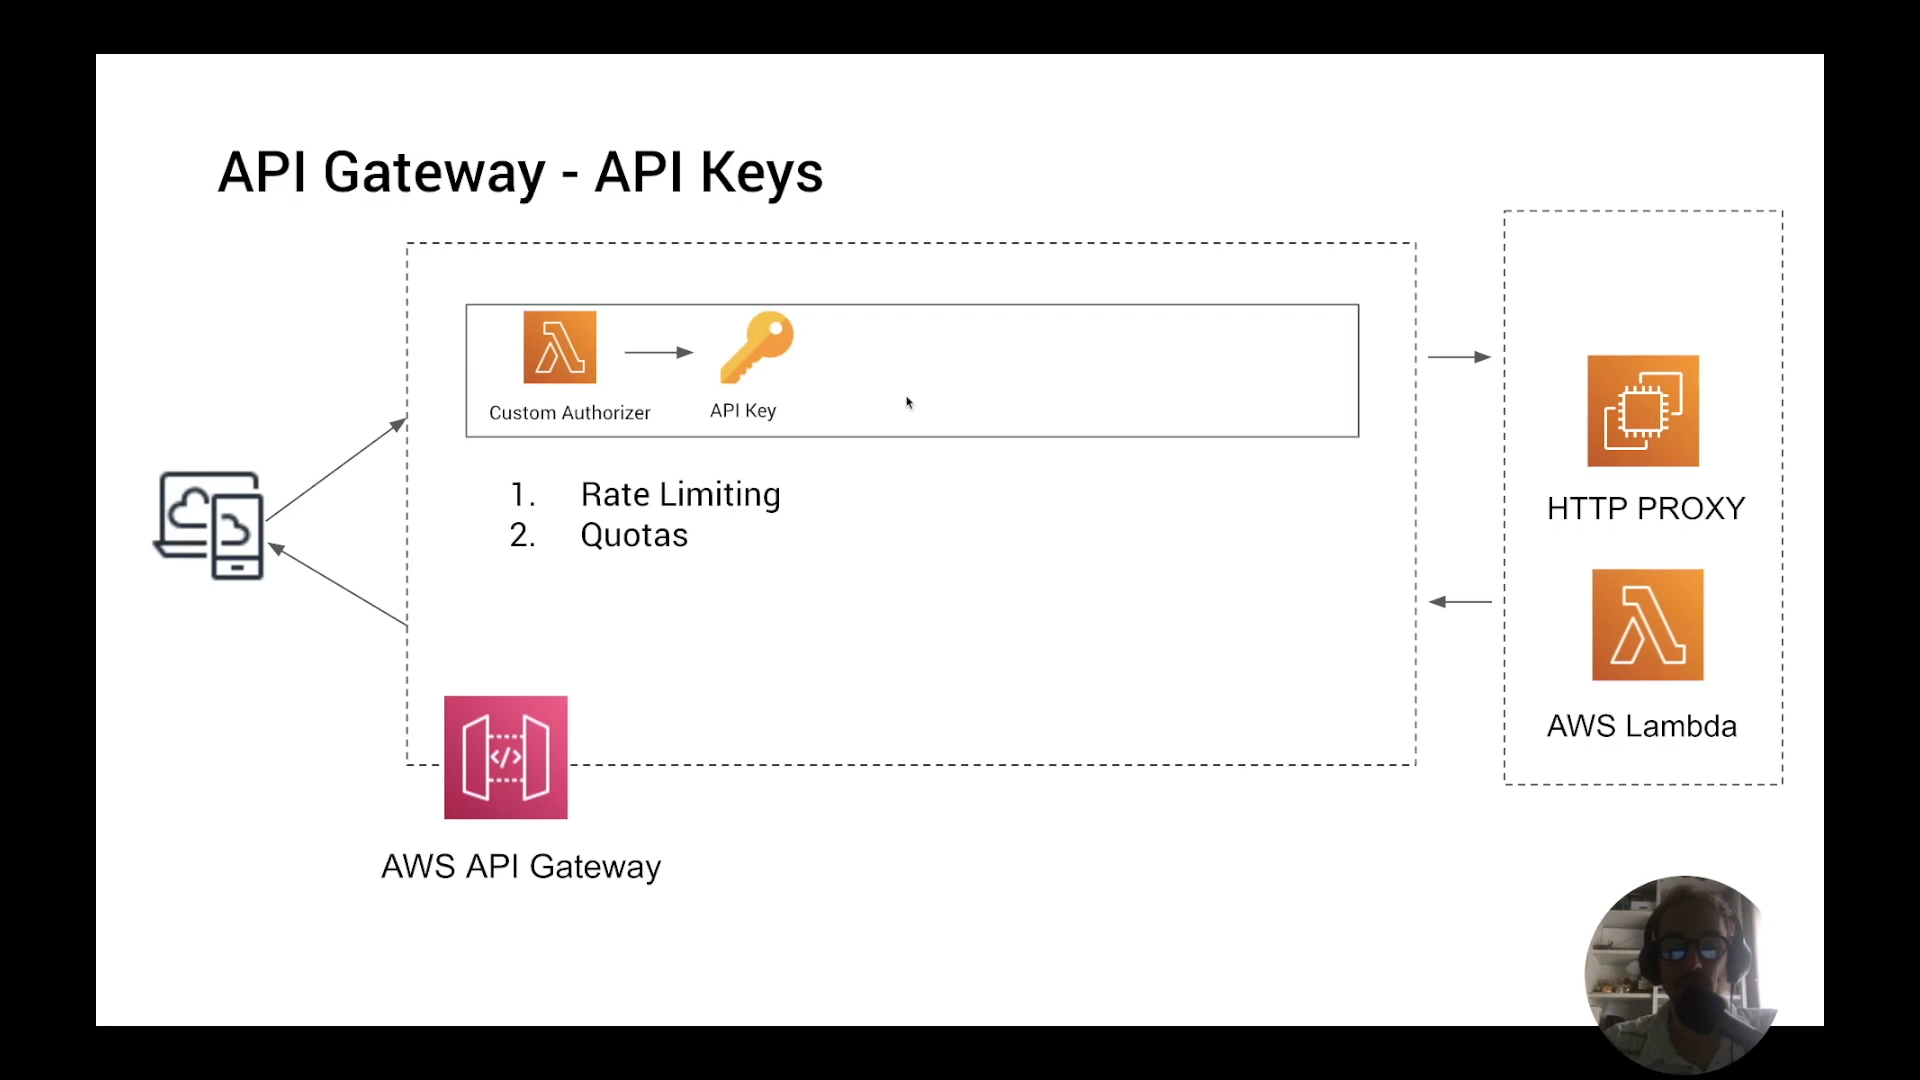 API Gateway - API Keys
Custom Authorizer
API Key
1. Rate Limiting
2. Quotas
</>
HTTP PROXY
AWS Lambda
AWS API Gateway